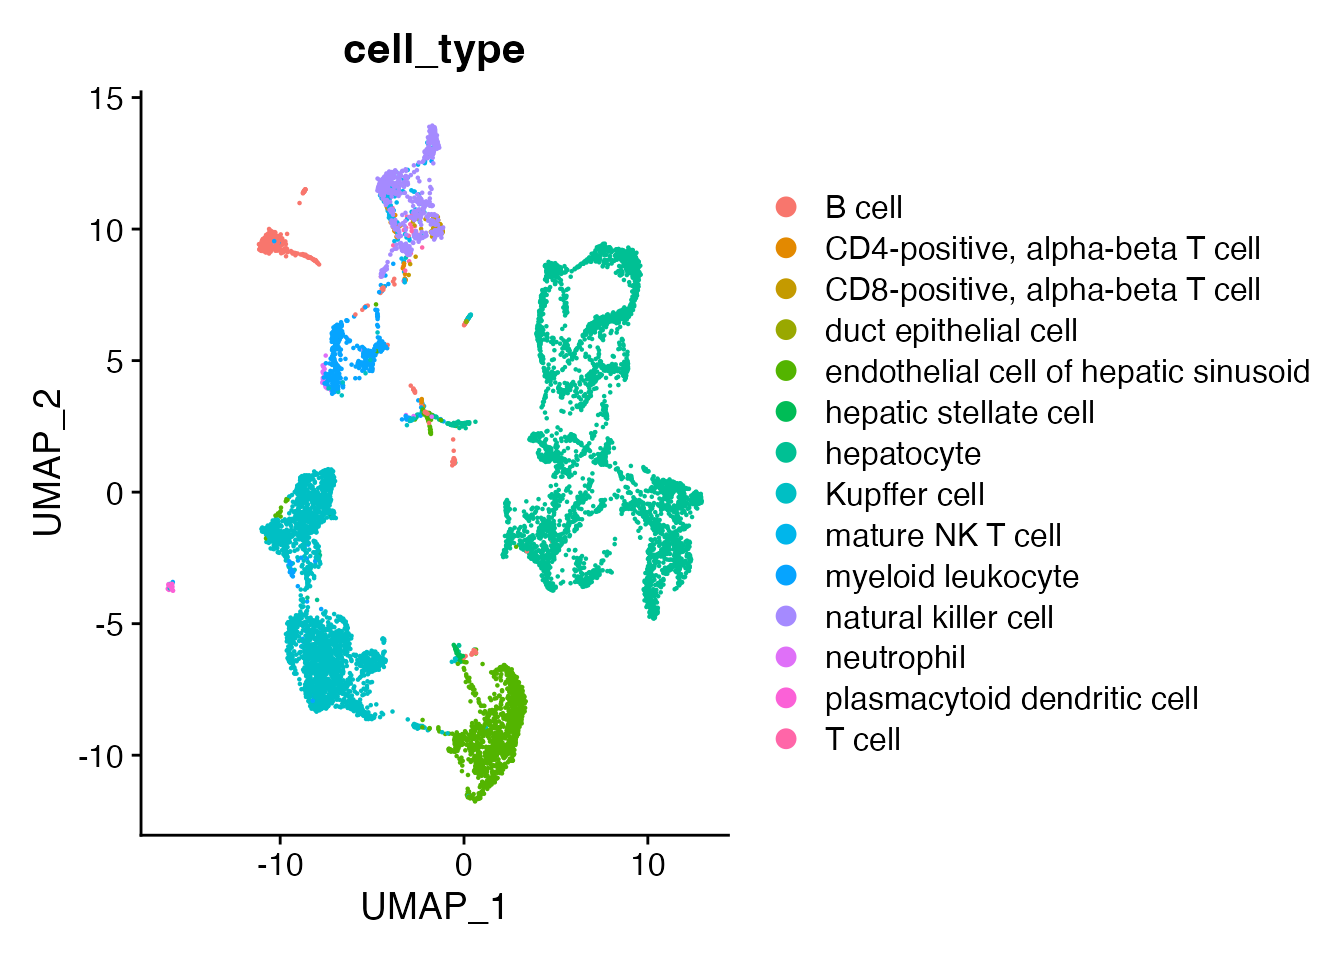 cell_type
15
10
5
0
-5
-10
UMAP_2
-10
0
10
UMAP_1
B cell
CD4-positive, alpha-beta T cell
CD8-positive, alpha-beta T cell
duct epithelial cell
endothelial cell of hepatic sinusoid
hepatic stellate cell
hepatocyte
Kupffer cell
mature NK T cell
myeloid leukocyte
natural killer cell
neutrophil
plasmacytoid dendritic cell
T cell